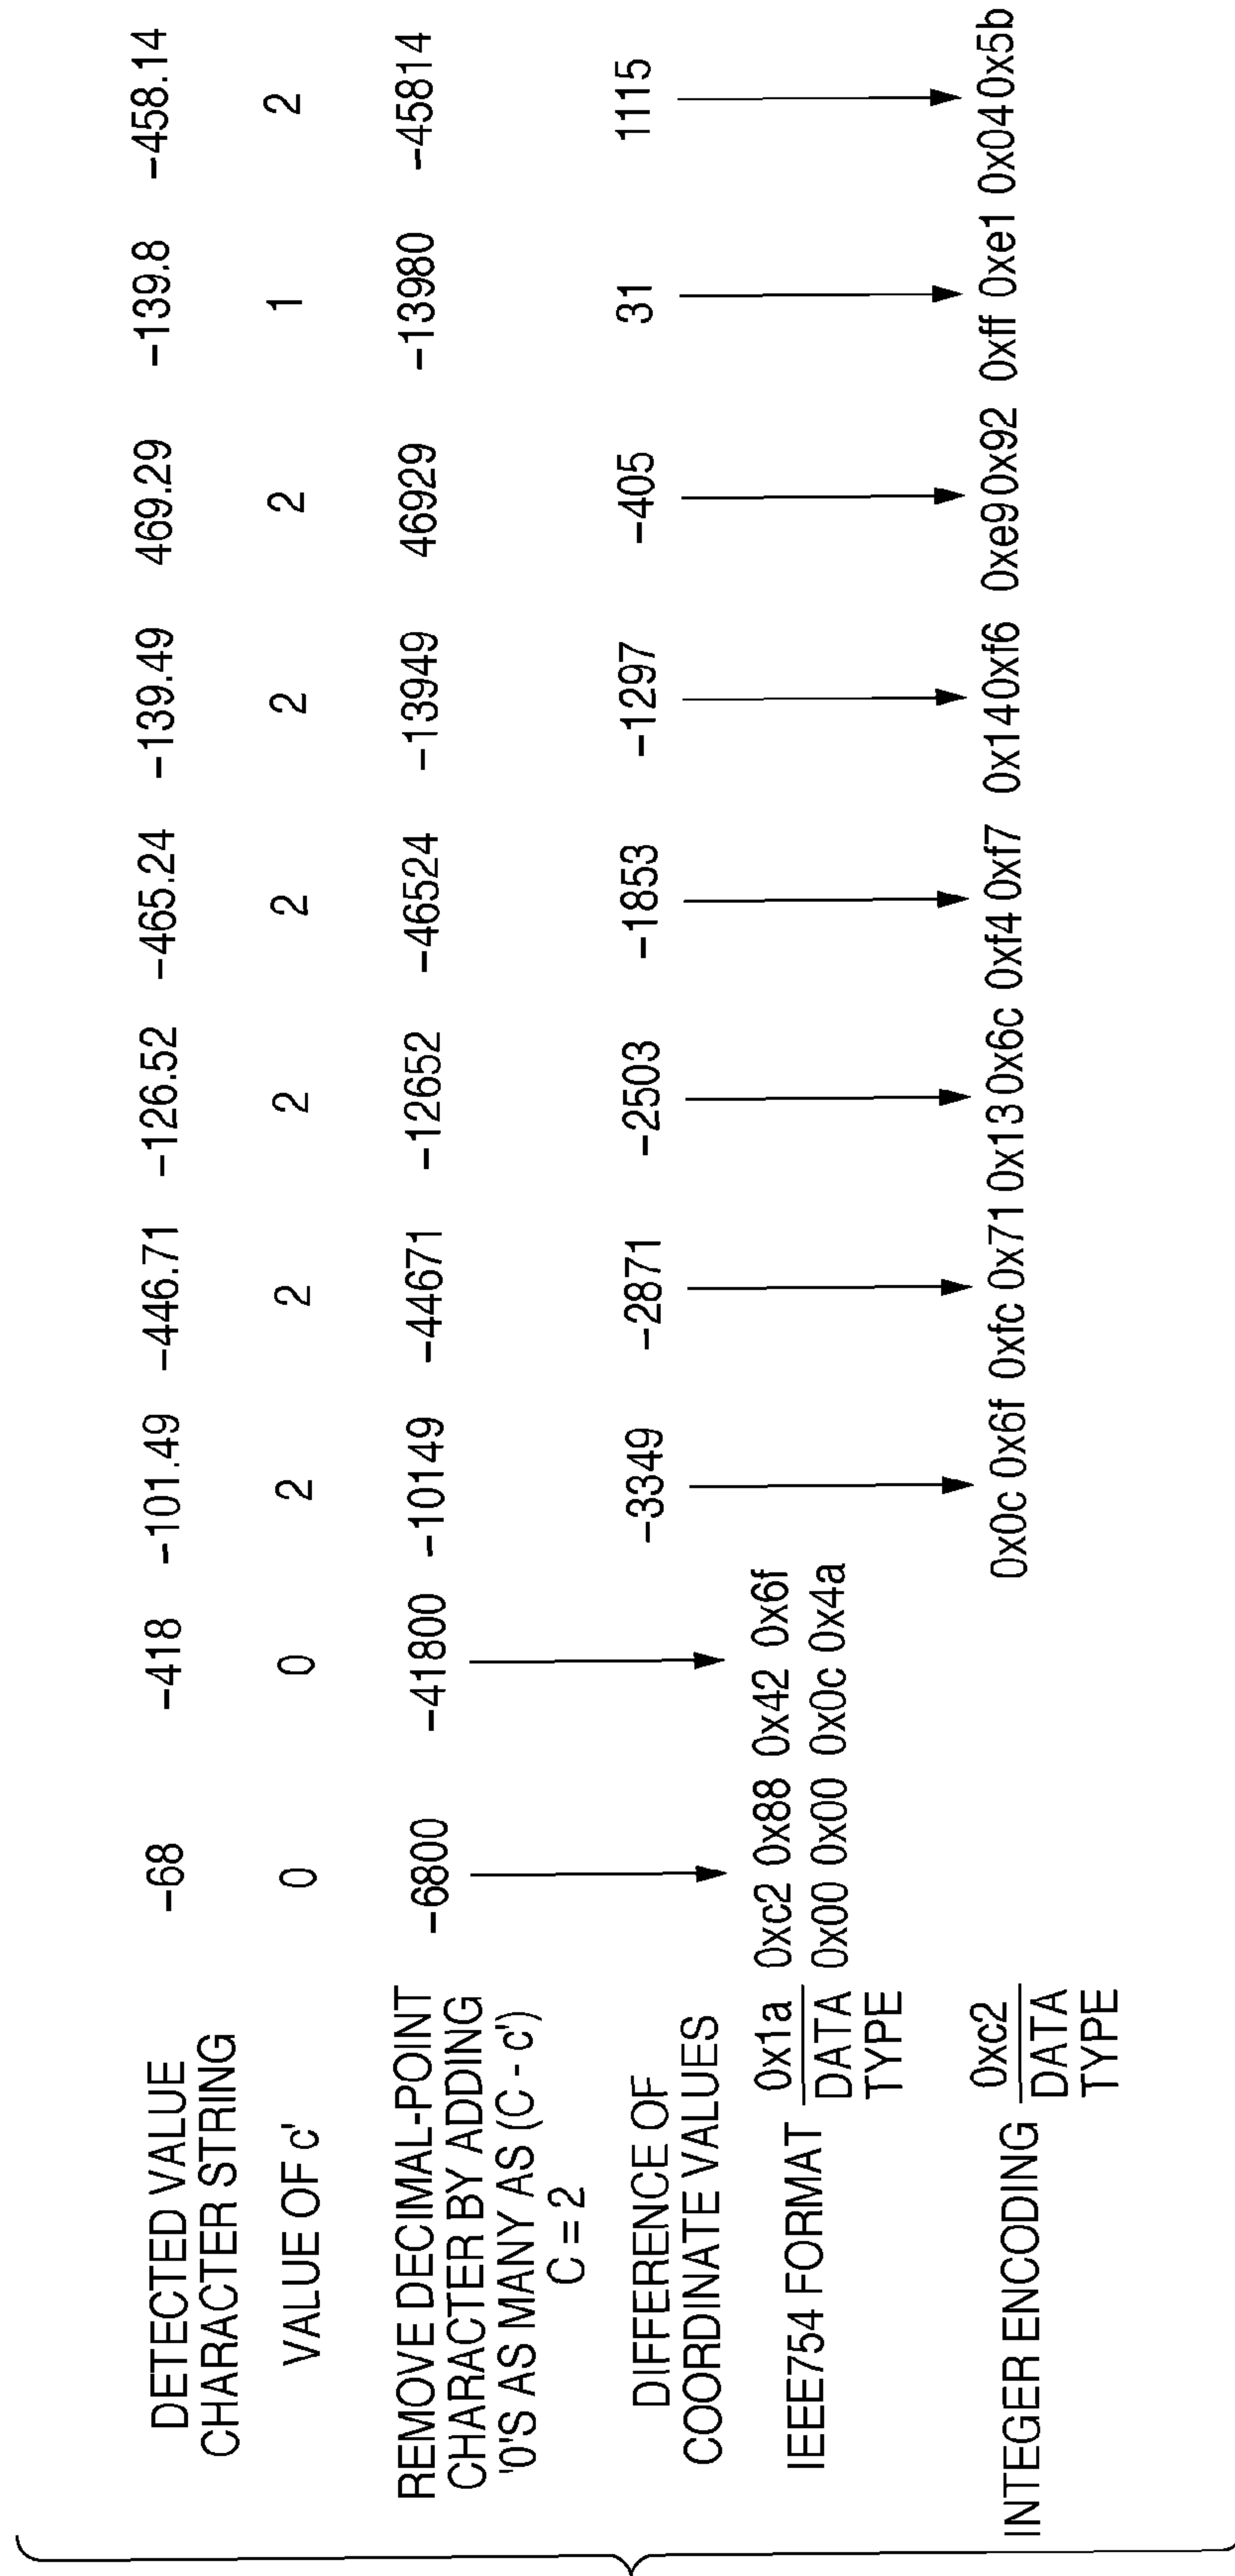 DETECTED VALUE
CHARACTER STRING
-68 -418 -101.49 -446.71 -126.52 -465.24 -139.49 469.29 -139.8 -458.14
VALUE OF c' 0 0 2 2 2 2 2 2 1 2
REMOVE DECIMAL-POINT
CHARACTER BY ADDING
'0'S AS MANY AS (C - c')
C = 2
-6800 -41800 -10149 -44671 -12652 -46524 -13949 46929 -13980 -45814
DIFFERENCE OF
COORDINATE VALUES
-3349 -2871 -2503 -1853 -1297 -405 31 1115
IEEE754 FORMAT 0x1a 0xc2 0x88 0x42 0x6f
DATA 0x00 0x00 0x0c 0x4a
TYPE
0x0c 0x6f 0xfc 0x71 0x13 0x6c 0xf4 0xf7 0x14 0xf6 0xe9 0x92 0xff 0xe1 0x04 0x5b
INTEGER ENCODING 0xc2
DATA
TYPE